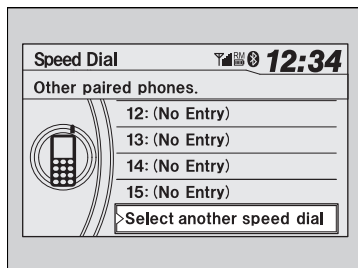 Speed Dial RM 12:34
Other paired phones.
12: (No Entry)
13: (No Entry)
14: (No Entry)
15: (No Entry)
Select another speed dial